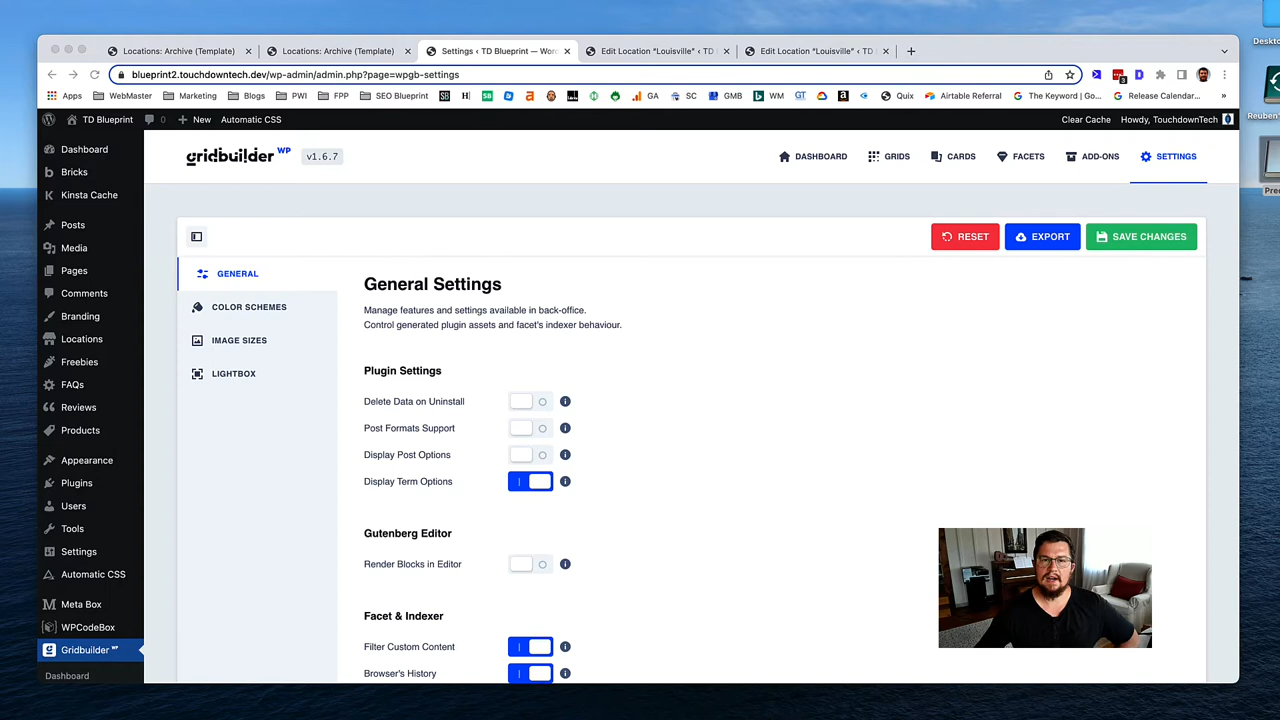 Locations: Archive (Template)
Locations: Archive (Template)
Settings ‹ TD Blueprint — Wor
Edit Location “Louisville” ‹ TD
Edit Location “Louisville” ‹ TD
blueprint2.touchdowntech.dev/wp-admin/admin.php?page=wpgb-settings
Apps
WebMaster
Marketing
Blogs
PWI
FPP
SEO Blueprint
GA
SC
GMB
WM
Quix
Airtable Referral
The Keyword | Go...
Release Calendar...
»
Deskto
Reuben'
Prec
TD Blueprint
0
New
Automatic CSS
Clear Cache
Howdy, TouchdownTech
Dashboard
Bricks
Kinsta Cache
Posts
Media
Pages
Comments
Branding
Locations
Freebies
FAQs
Reviews
Products
Appearance
Plugins
Users
Tools
Settings
Automatic CSS
Meta Box
WPCodeBox
Gridbuilder WP
Dashboard
gridbuilder WP
v1.6.7
DASHBOARD
GRIDS
CARDS
FACETS
ADD-ONS
SETTINGS
RESET
EXPORT
SAVE CHANGES
GENERAL
COLOR SCHEMES
IMAGE SIZES
LIGHTBOX
General Settings
Manage features and settings available in back-office.
Control generated plugin assets and facet's indexer behaviour.
Plugin Settings
Delete Data on Uninstall
Post Formats Support
Display Post Options
Display Term Options
Gutenberg Editor
Render Blocks in Editor
Facet & Indexer
Filter Custom Content
Browser's History